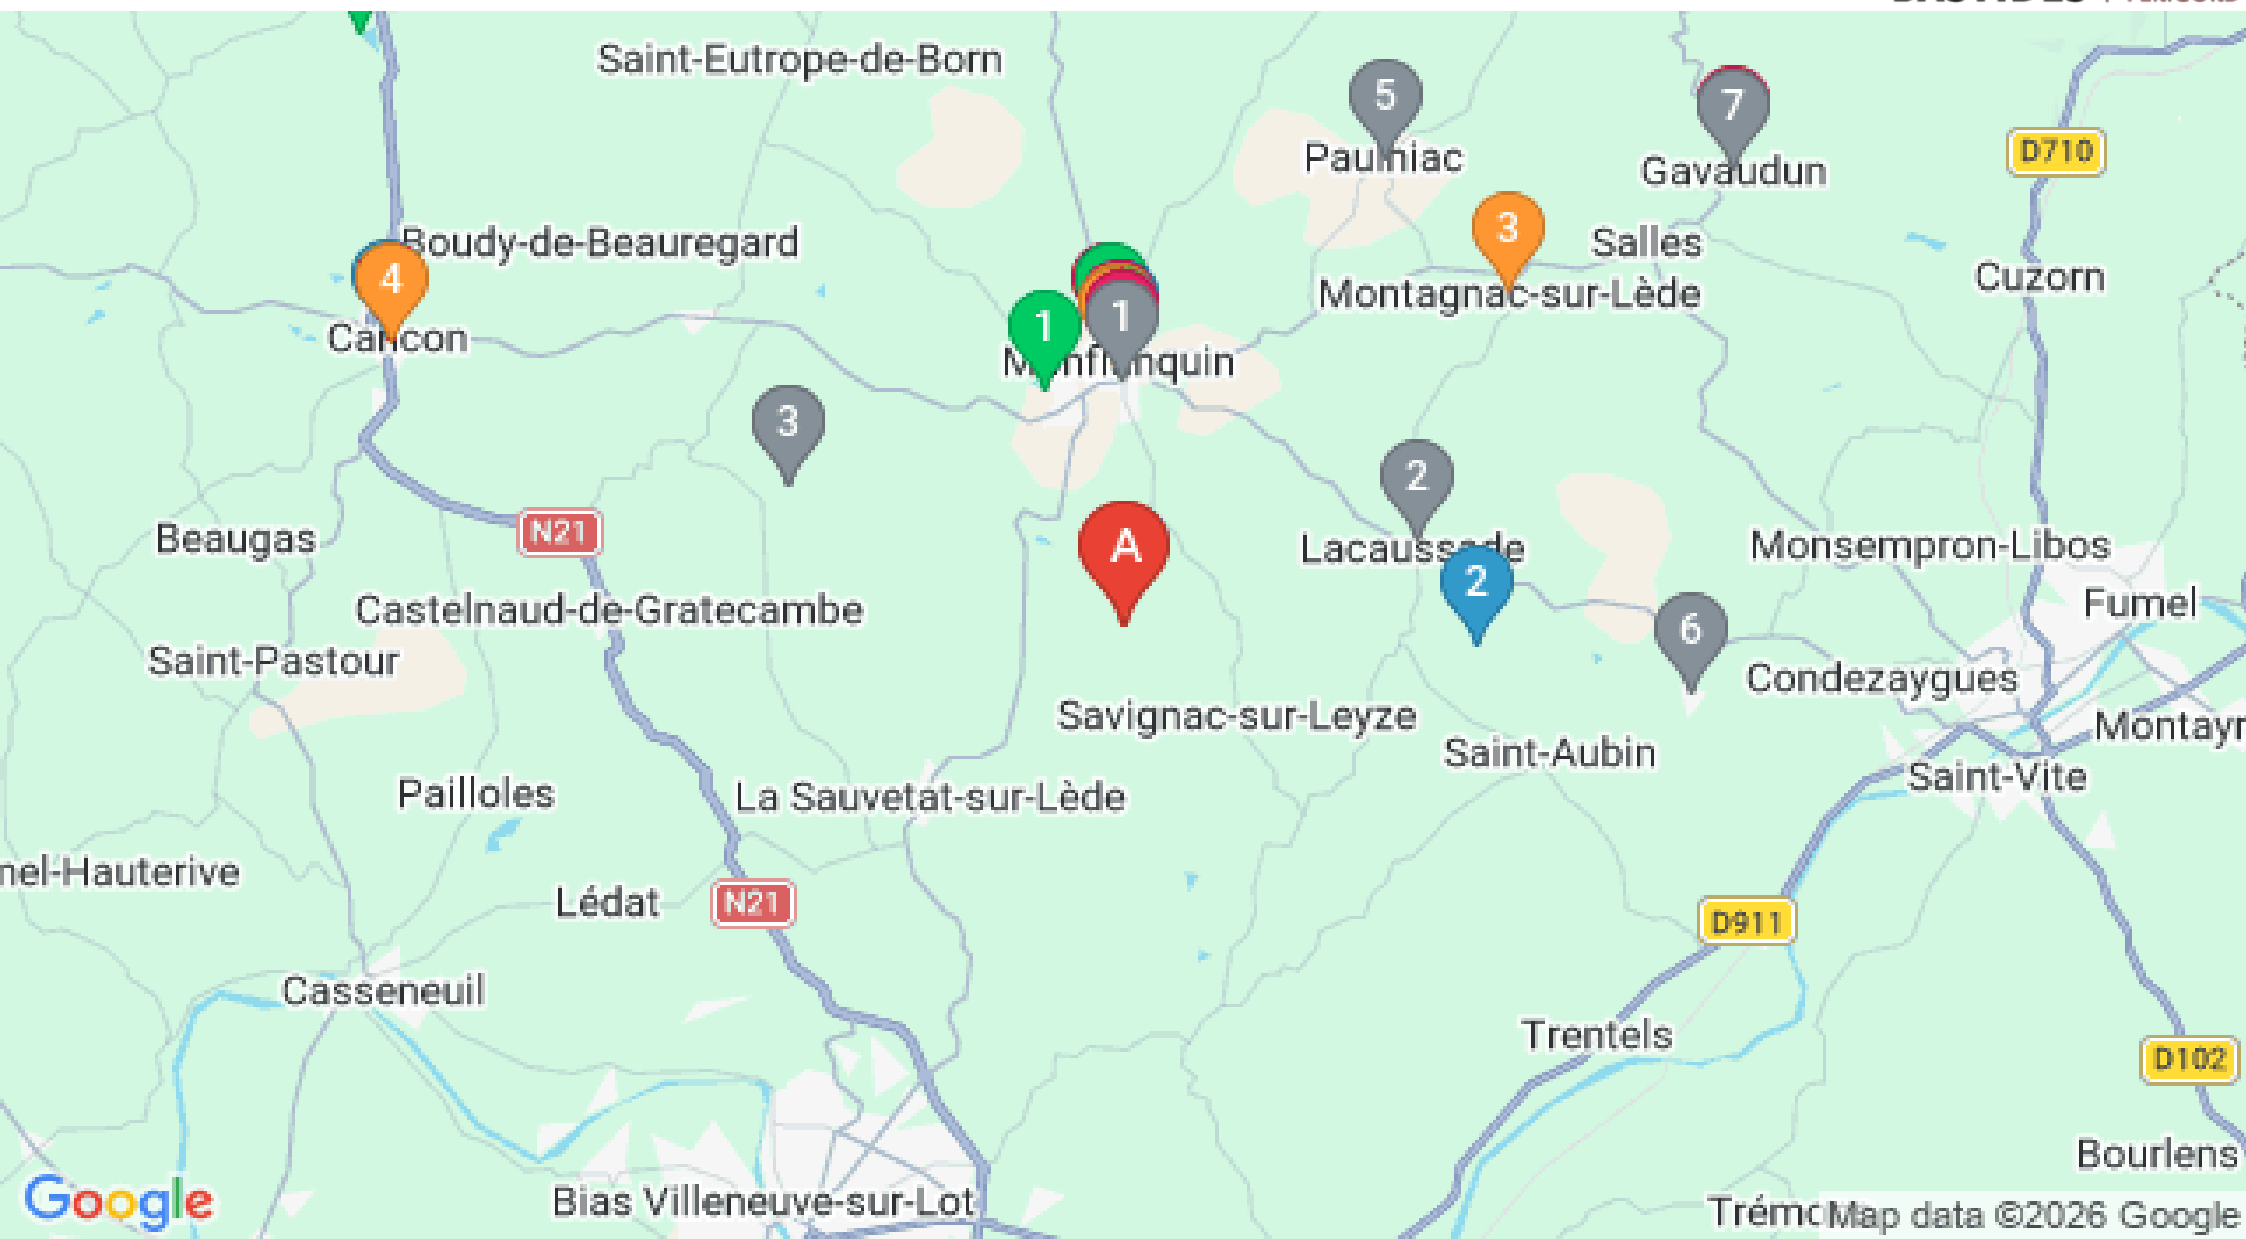 Saint-Eutrope-de-Born
5
7
Paulhiac
Gavaudun
D710
3
4
Boudy-de-Beauregard
Salles
Cuzorn
Montagnac-sur-Lède
1
1
Cancon
Monflanquin
3
2
N21
A
Beaugas
Lacaussade
Monsempron-Libos
2
Castelnaud-de-Gratecambe
Fumel
6
Saint-Pastour
Condezaygues
Savignac-sur-Leyze
Montayr
Saint-Aubin
Saint-Vite
Pailloles
La Sauvetat-sur-Lède
nel-Hauterive
Lédat
N21
D911
Casseneuil
Trentels
D102
Bourlens
Google
Bias Villeneuve-sur-Lot
Trémo
Map data ©2026 Google